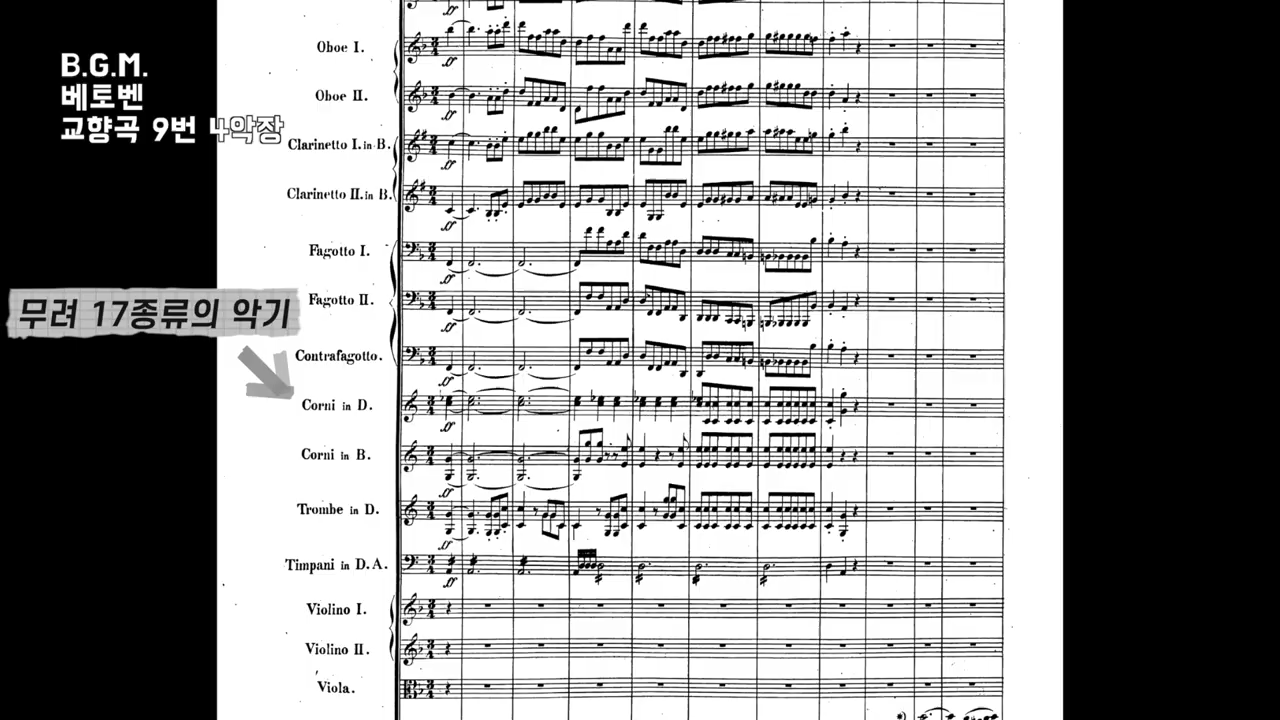 B.G.M.
베토벤
교향곡 9번 4악장
무려 17종류의 악기
Oboe I.
Oboe II.
Clarinetto I. in B.
Clarinetto II. in B.
Fagotto I.
Fagotto II.
Contrafagotto.
Corni in D.
Corni in B.
Trombe in D.
Timpani in D. A.
Violino I.
Violino II.
Viola.